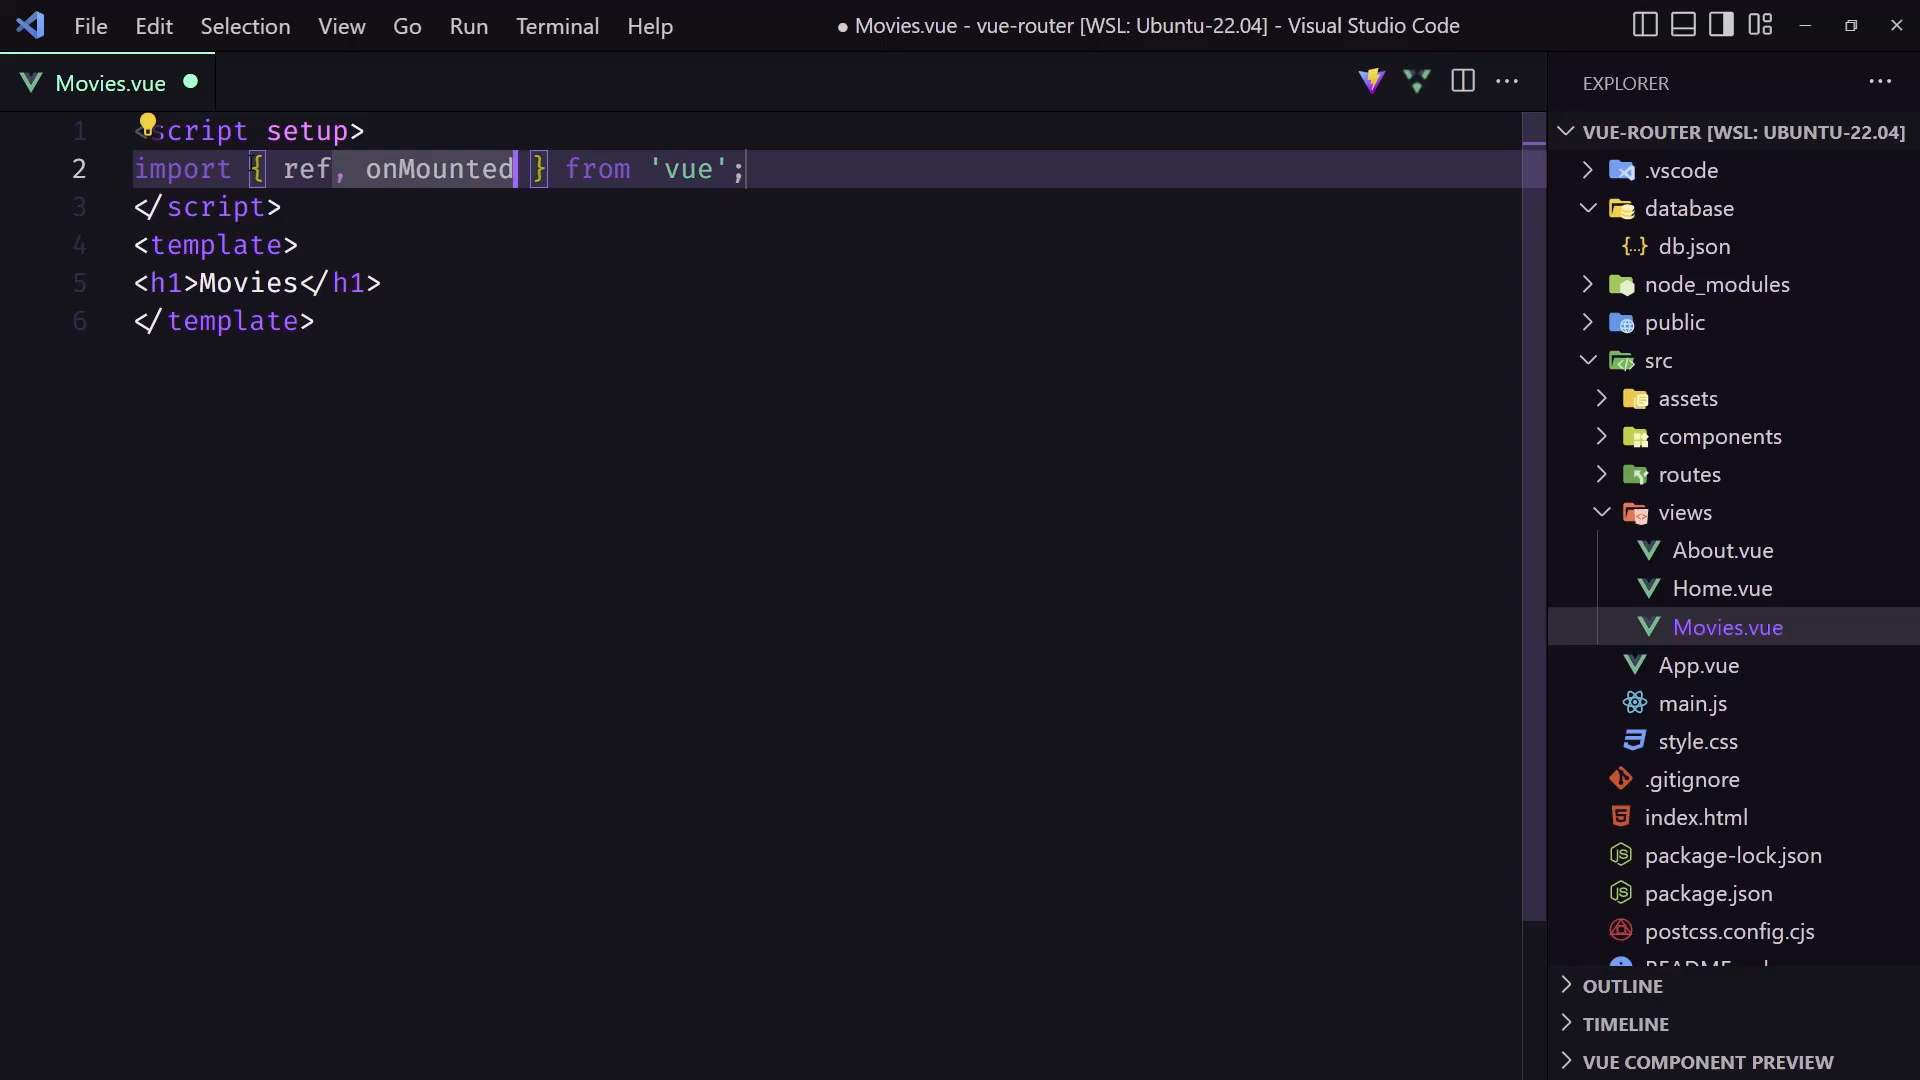 File Edit Selection View Go Run Terminal Help
● Movies.vue - vue-router [WSL: Ubuntu-22.04] - Visual Studio Code
Movies.vue
1 <script setup>
2 import { ref, onMounted } from 'vue';
3 </script>
4 <template>
5 <h1>Movies</h1>
6 </template>
EXPLORER
VUE-ROUTER [WSL: UBUNTU-22.04]
.vscode
database
db.json
node_modules
public
src
assets
components
routes
views
About.vue
Home.vue
Movies.vue
App.vue
main.js
style.css
.gitignore
index.html
package-lock.json
package.json
postcss.config.cjs
OUTLINE
TIMELINE
VUE COMPONENT PREVIEW